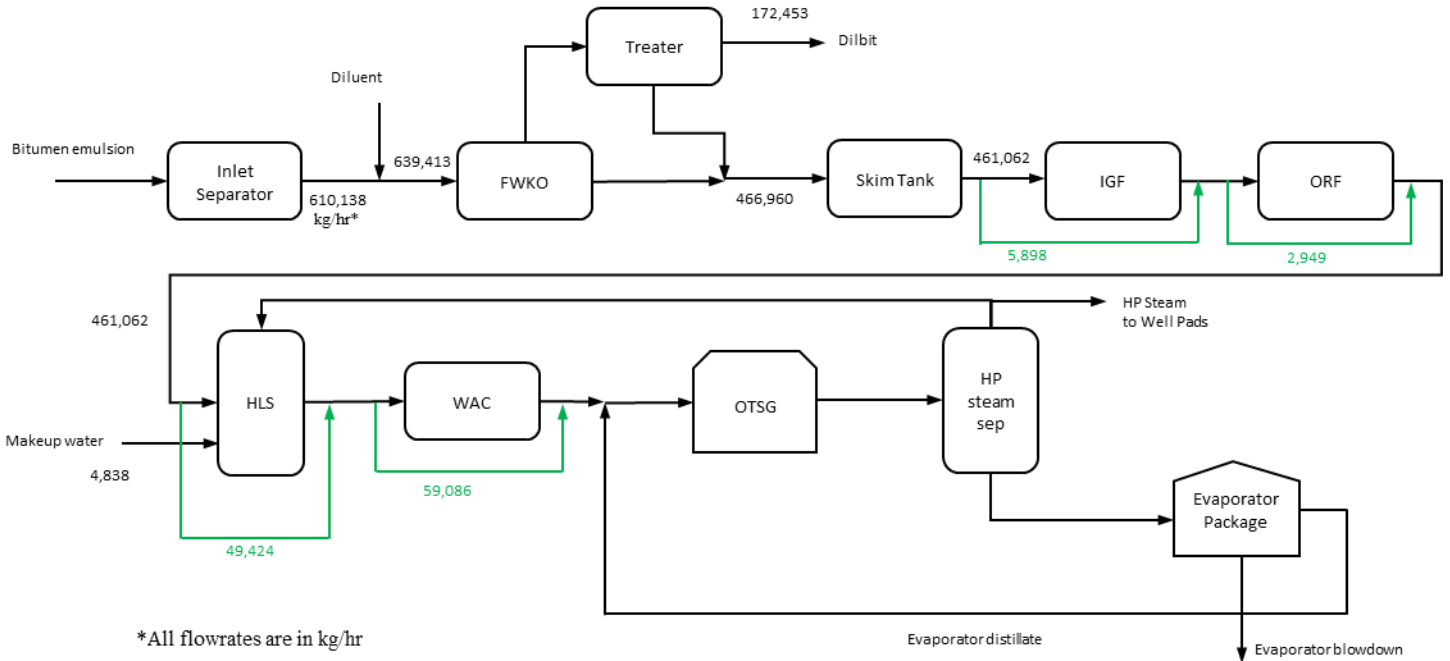 172,453
Treater
Dilbit
Diluent
Bitumen emulsion
Inlet
Separator
639,413
610,138
kg/hr*
FWKO
466,960
Skim Tank
461,062
IGF
ORF
5,898
2,949
461,062
HP Steam
to Well Pads
HLS
WAC
OTSG
HP
steam
sep
Makeup water
4,838
59,086
49,424
Evaporator
Package
*All flowrates are in kg/hr
Evaporator distillate
Evaporator blowdown